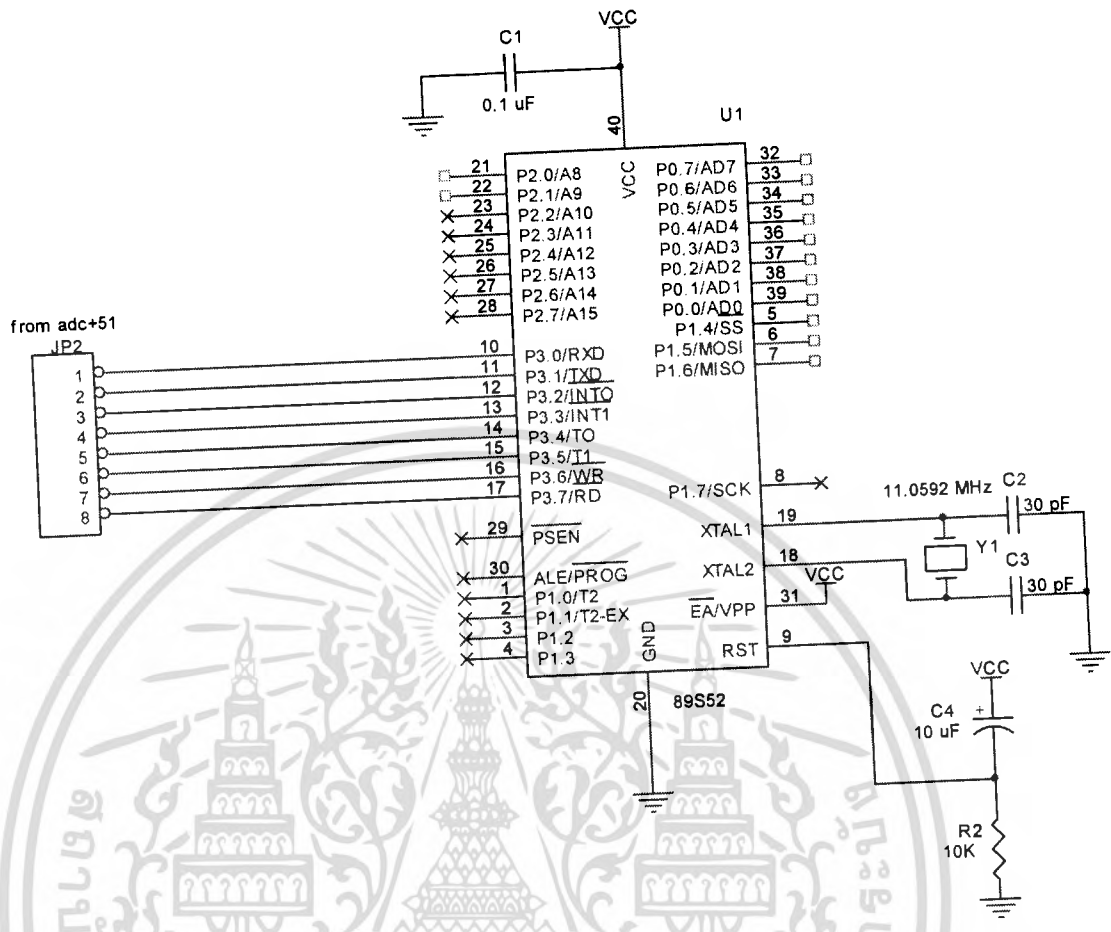 VCC
C1
0.1 uF
U1
40
VCC
21 P2.0/A8
22 P2.1/A9
23 P2.2/A10
24 P2.3/A11
25 P2.4/A12
26 P2.5/A13
27 P2.6/A14
28 P2.7/A15
P0.7/AD7 32
P0.6/AD6 33
P0.5/AD5 34
P0.4/AD4 35
P0.3/AD3 36
P0.2/AD2 37
P0.1/AD1 38
P0.0/AD0 39
P1.4/SS 5
P1.5/MOSI 6
P1.6/MISO 7
from adc+51
JP2
1
2
3
4
5
6
7
8
10 P3.0/RXD
11 P3.1/TXD
12 P3.2/INTO
13 P3.3/INT1
14 P3.4/TO
15 P3.5/T1
16 P3.6/WR
17 P3.7/RD
29 PSEN
30 ALE/PROG
1 P1.0/T2
2 P1.1/T2-EX
3 P1.2
4 P1.3
P1.7/SCK 8
XTAL1 19
XTAL2 18
EA/VPP 31
RST 9
VCC
11.0592 MHz
C2
30 pF
Y1
C3
30 pF
GND
20
89S52
VCC
C4
+
10 uF
R2
10K